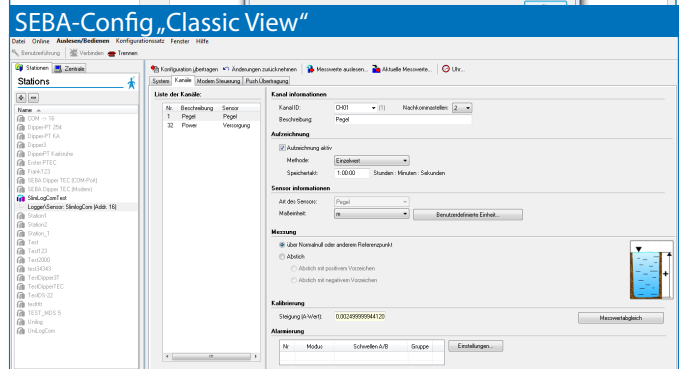 SEBA-Config „Classic View“
Datei Online Auslesen/Bedienen Konfigurationssatz Fenster Hilfe
Benutzerführung Verbinden Trennen
Stationen Zentrale
Stations
Name
COM -> 16
DipperPT 254
DipperPT KA
Dipper3
DipperPT Karlsruhe
Erster PTEC
Frank123
SEBA Dipper TEC (COM-Port)
SEBA Dipper TEC (Modem)
SlimLogComTest
Logger\Sensor: SlimlogCom (Addr. 16)
Station1
Station2
Station_1
Test
Test123
Test2000
test34343
TestDipper3T
TestDipperTEC
TestDS-22
testttt
TEST_MDS 5
Unilog
UniLogCom
Konfiguration übertragen Änderungen zurücknehmen Messwerte auslesen... Aktuelle Messwerte... Uhr...
System Kanäle Modem Steuerung Push Übertragung
Liste der Kanäle:
Nr. Beschreibung Sensor
1 Pegel Pegel
32 Power Versorgung
Kanal informationen
Kanal ID: CH01 (1) Nachkommastellen: 2
Beschreibung: Pegel
Aufzeichnung
Aufzeichnung aktiv
Methode: Einzelwert
Speichertakt: 1:00:00 Stunden : Minuten : Sekunden
Sensor informationen
Art des Sensors: Pegel
Maßeinheit: m Benutzerdefinierte Einheit...
Messung
über Normalnull oder anderem Referenzpunkt
Abstich
Abstich mit positivem Vorzeichen
Abstich mit negativem Vorzeichen
Kalibrierung
Steigung (A-Wert): 0,002499999944120 Messwertabgleich
Alarmierung
Nr Modus Schwellen A/B Gruppe Einstellungen...